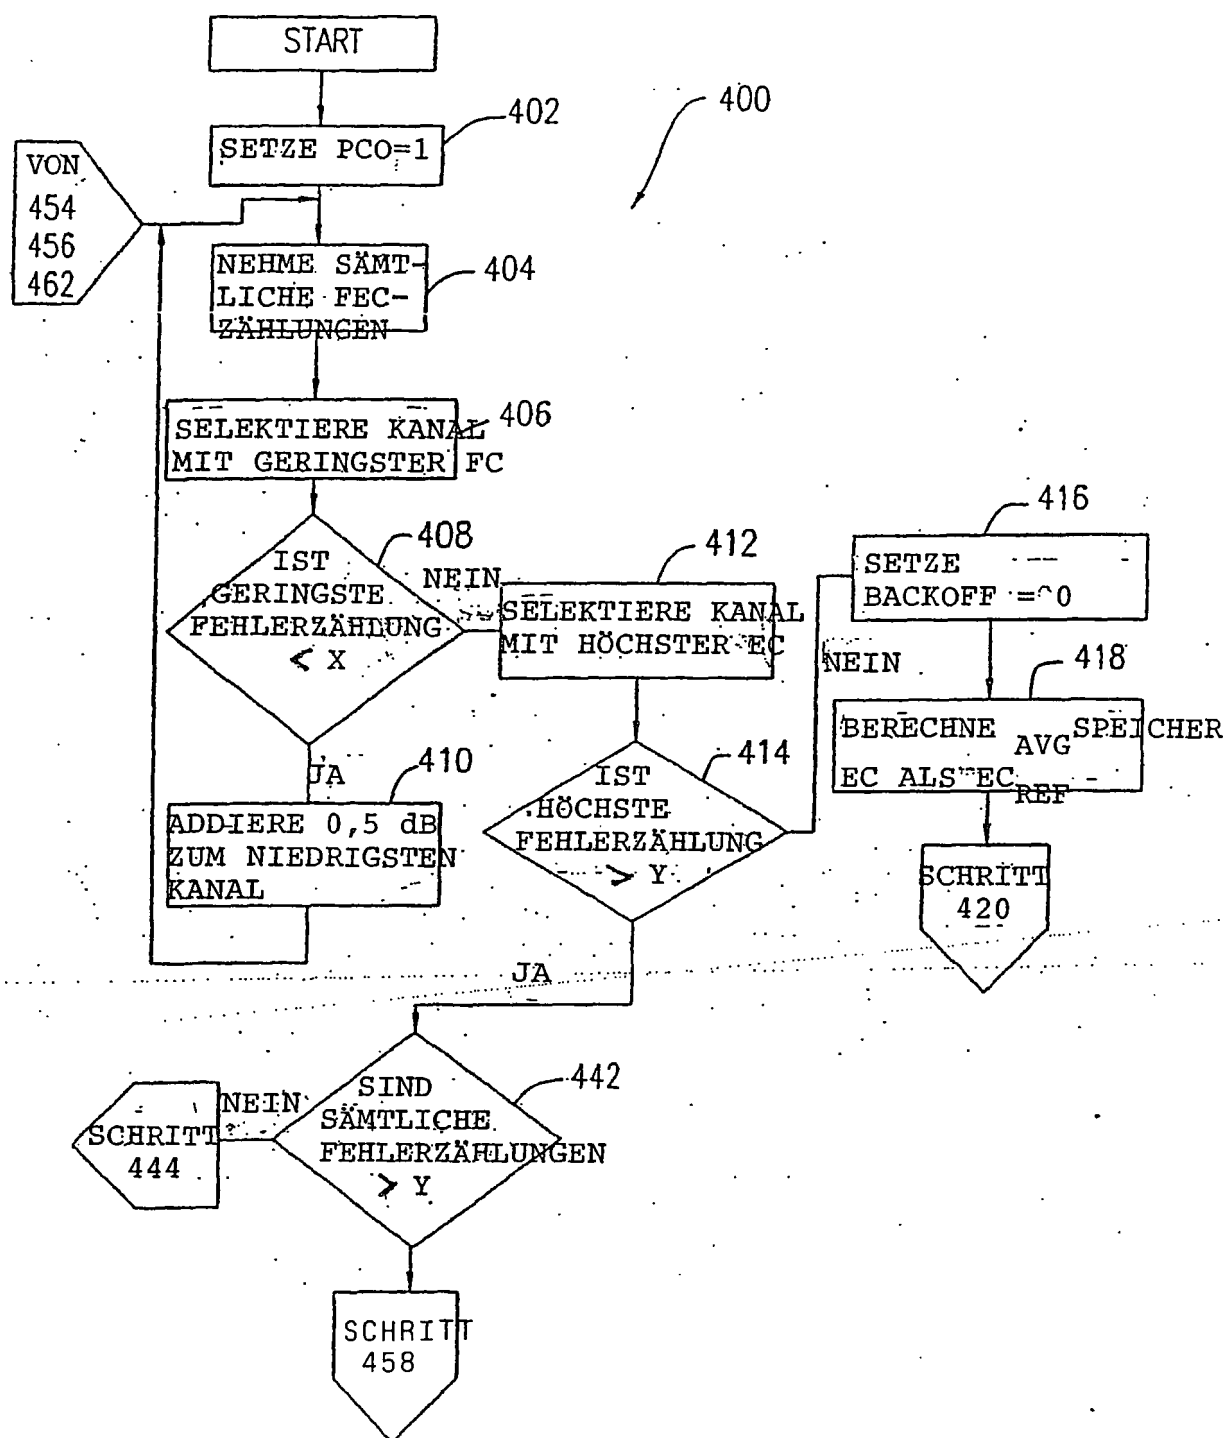 START
402
400
SETZE PCO=1
VON
454
456
462
NEHME SÄMT-
LICHE FEC-
ZÄHLUNGEN
404
SELEKTIERE KANAL
MIT GERINGSTER FC
406
IST
GERINGSTE
FEHLERZÄHLUNG
< X
408
NEIN
JA
410
ADDIERE 0,5 dB
ZUM NIEDRIGSTEN
KANAL
412
SELEKTIERE KANAL
MIT HÖCHSTER EC
414
IST
HÖCHSTE
FEHLERZÄHLUNG
> Y
NEIN
416
SETZE
BACKOFF = 0
418
BERECHNE AVG SPEICHER
EC ALS EC REF
SCHRITT
420
JA
442
SIND
SÄMTLICHE
FEHLERZÄHLUNGEN
> Y
NEIN
SCHRITT
444
SCHRITT
458